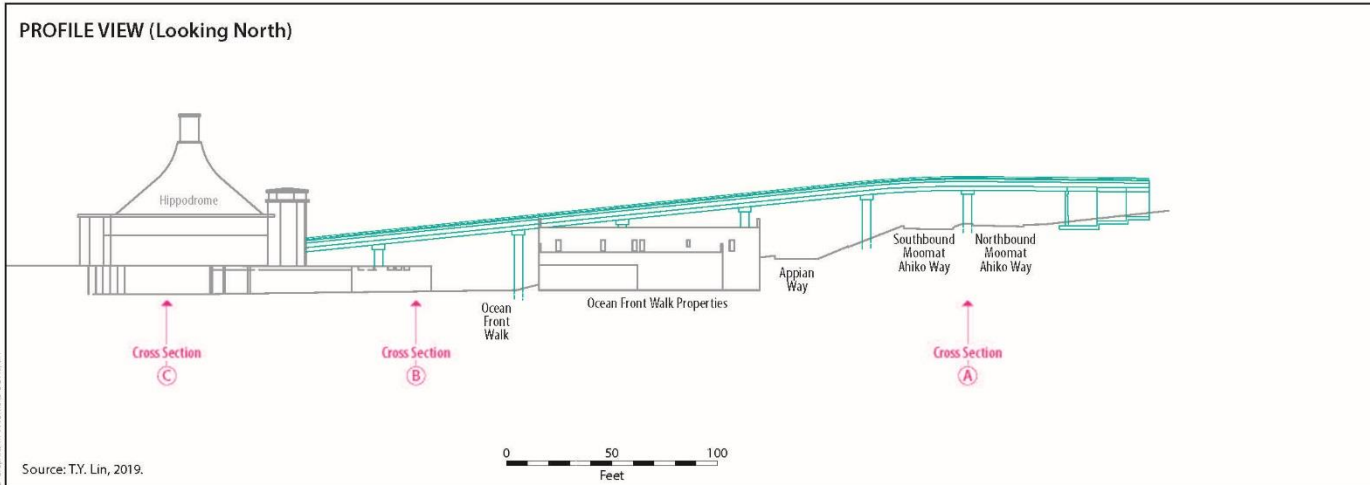 PROFILE VIEW (Looking North)
Hippodrome
Southbound
Moomat
Ahiko Way
Northbound
Moomat
Ahiko Way
Appian
Way
Ocean Front Walk Properties
Ocean
Front
Walk
Cross Section
C
Cross Section
B
Cross Section
A
0 50 100
Feet
Source: T.Y. Lin, 2019.